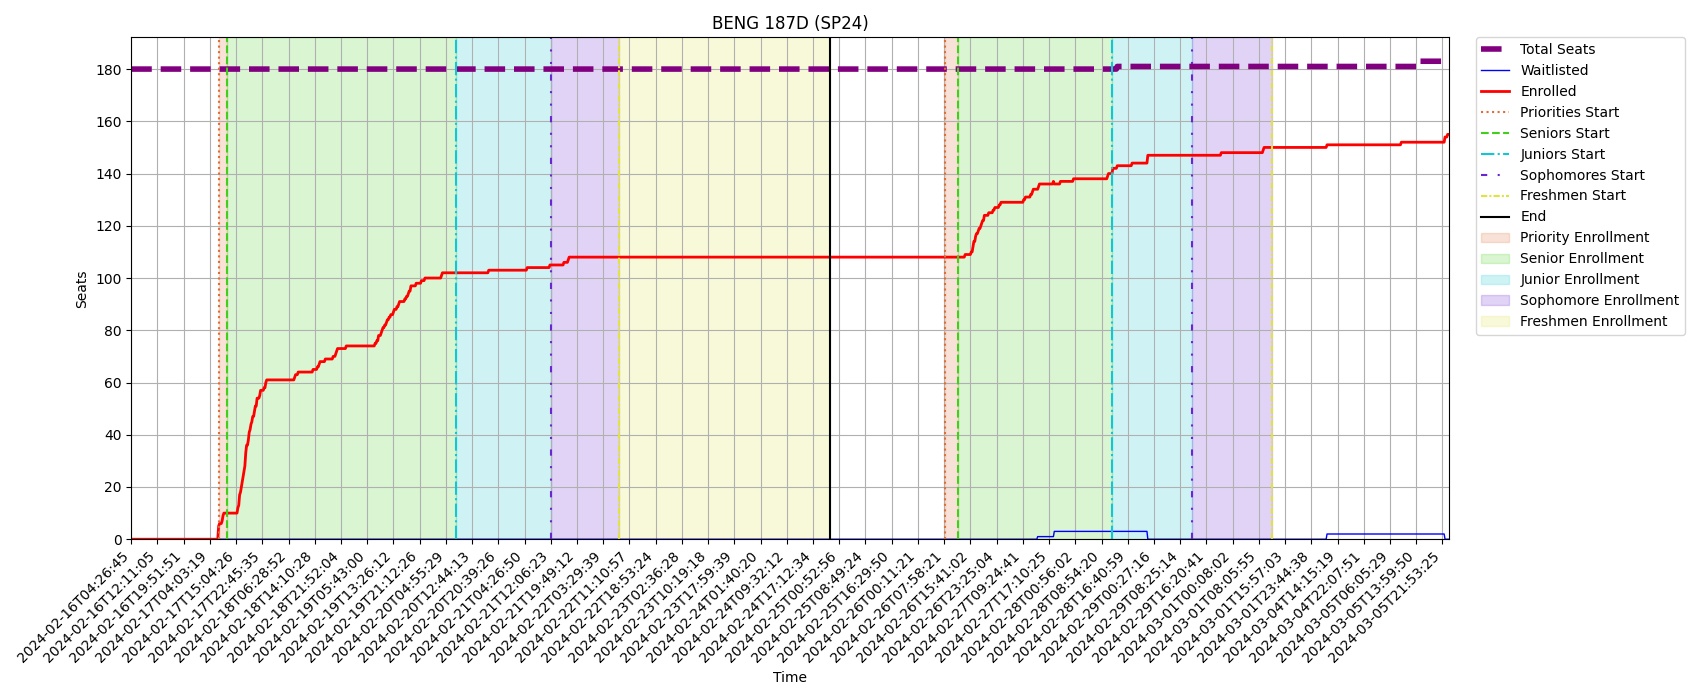 BENG 187D (SP24)
Seats
180
160
140
120
100
80
60
40
20
0
2024-02-16T04:26:45
2024-02-16T12:11:05
2024-02-16T19:51:51
2024-02-17T04:03:19
2024-02-17T15:04:26
2024-02-17T22:45:35
2024-02-18T06:28:52
2024-02-18T14:10:28
2024-02-18T21:52:04
2024-02-19T05:43:00
2024-02-19T13:26:12
2024-02-19T21:12:26
2024-02-20T04:55:29
2024-02-20T12:44:13
2024-02-20T20:39:26
2024-02-21T04:26:50
2024-02-21T12:06:23
2024-02-21T19:49:12
2024-02-22T03:29:39
2024-02-22T11:10:57
2024-02-22T18:53:24
2024-02-23T02:36:28
2024-02-23T10:19:18
2024-02-23T17:59:39
2024-02-24T01:40:20
2024-02-24T09:32:12
2024-02-24T17:12:34
2024-02-25T00:52:56
2024-02-25T08:49:24
2024-02-25T16:29:50
2024-02-26T00:11:21
2024-02-26T07:58:21
2024-02-26T15:41:02
2024-02-26T23:25:04
2024-02-27T09:24:41
2024-02-27T17:10:25
2024-02-28T00:56:02
2024-02-28T08:54:20
2024-02-28T16:40:59
2024-02-29T00:27:16
2024-02-29T08:25:14
2024-02-29T16:20:41
2024-03-01T00:08:02
2024-03-01T08:05:55
2024-03-01T15:57:03
2024-03-01T23:44:38
2024-03-04T14:15:19
2024-03-04T22:07:51
2024-03-05T06:05:29
2024-03-05T13:59:50
2024-03-05T21:53:25
Time
Total Seats
Waitlisted
Enrolled
Priorities Start
Seniors Start
Juniors Start
Sophomores Start
Freshmen Start
End
Priority Enrollment
Senior Enrollment
Junior Enrollment
Sophomore Enrollment
Freshmen Enrollment